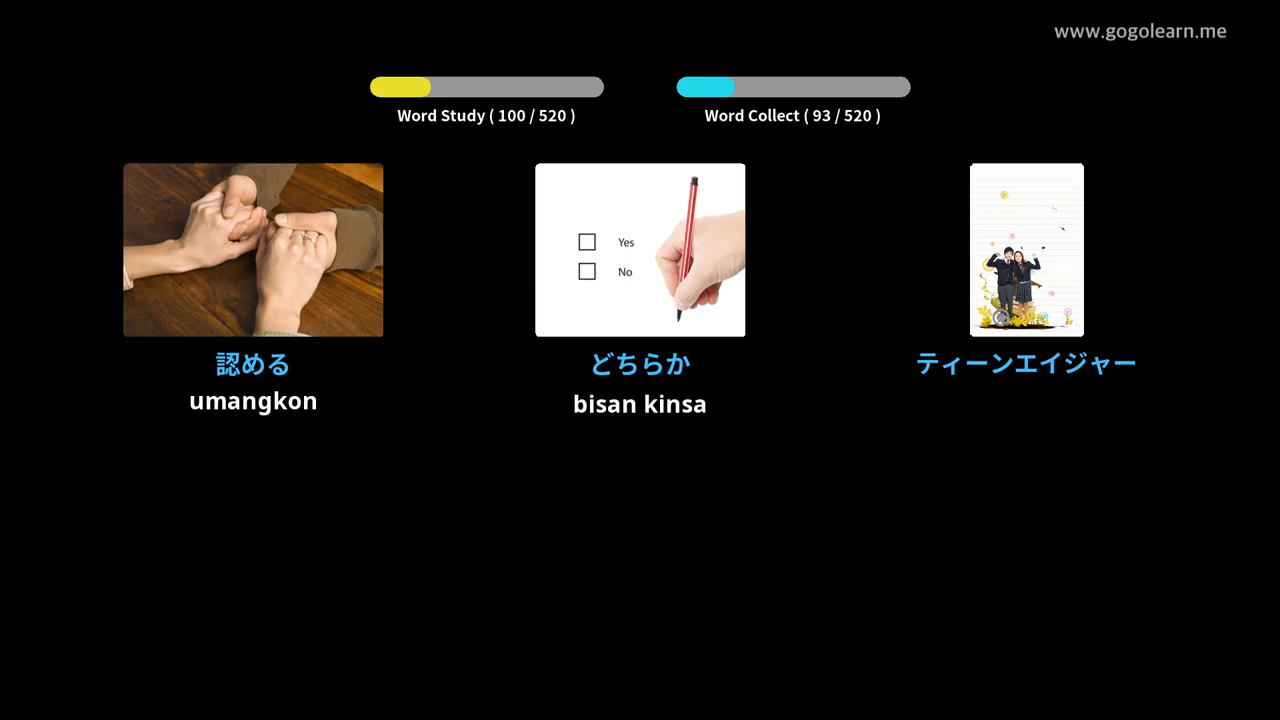 www.gogolearn.me
Word Study ( 100 / 520 )
Word Collect ( 93 / 520 )
Yes
No
認める
どちらか
ティーンエイジャー
umangkon
bisan kinsa